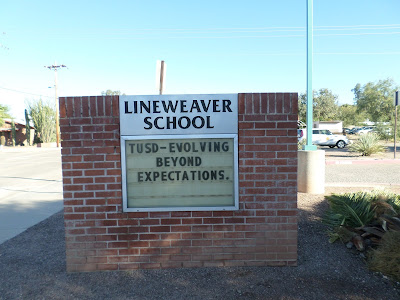 LINEWEAVER
SCHOOL
TUSD-EVOLVING
BEYOND
EXPECTATIONS.